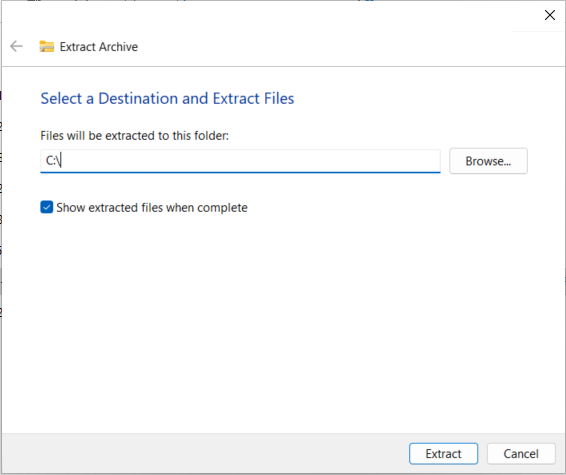 Extract Archive
Select a Destination and Extract Files
Files will be extracted to this folder:
C:\
Browse...
Show extracted files when complete
Extract
Cancel